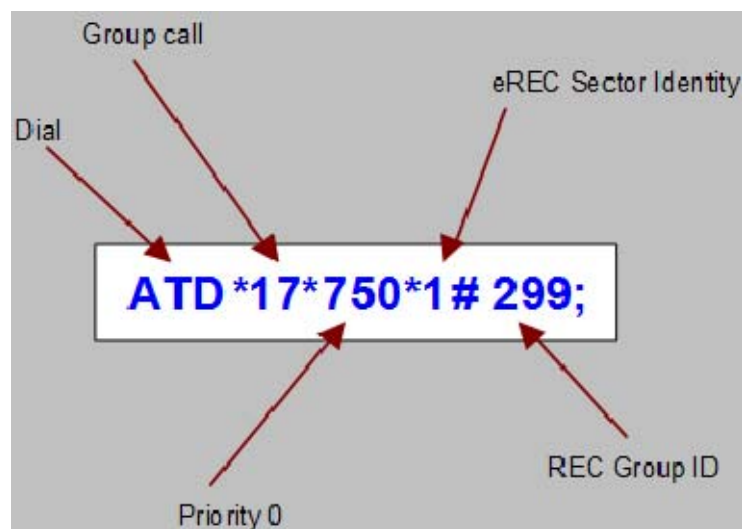 Group call
eREC Sector Identity
Dial
ATD *17*750*1# 299;
REC Group ID
Priority 0